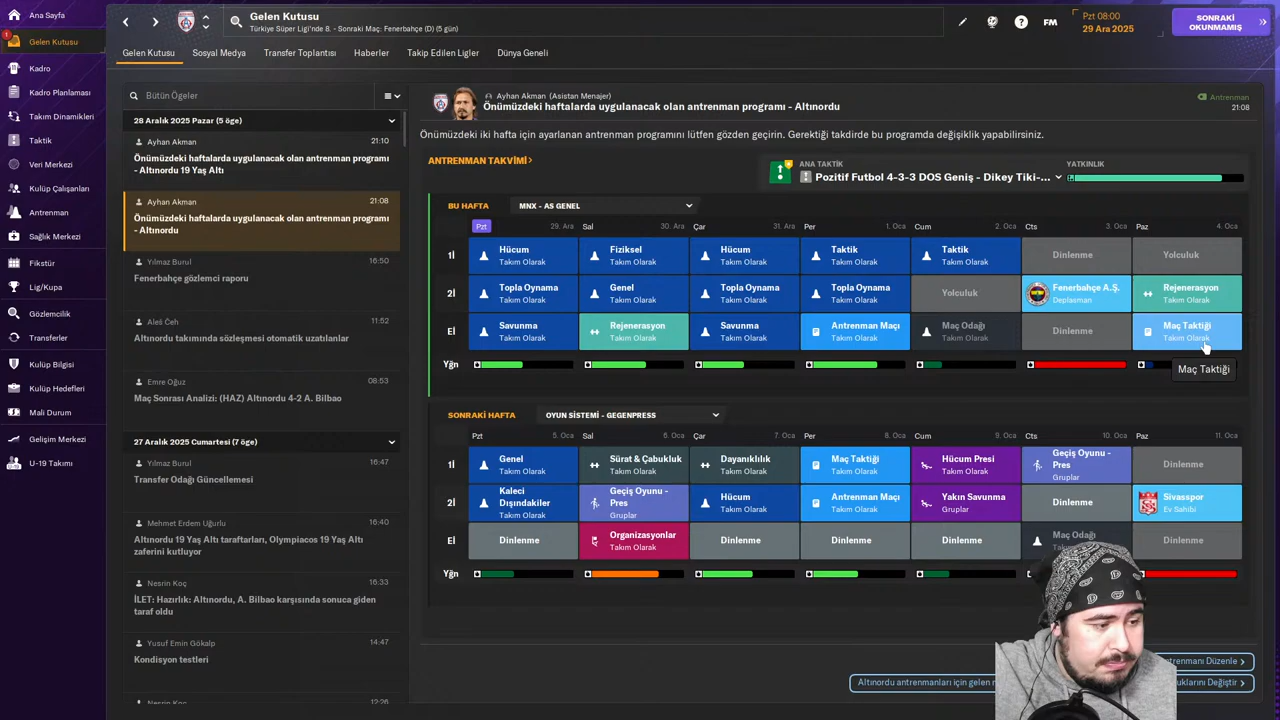 Ana Sayfa
1
Gelen Kutusu
Kadro
Kadro Planlaması
Takım Dinamikleri
Taktik
Veri Merkezi
Kulüp Çalışanları
Antrenman
Sağlık Merkezi
Fikstür
Lig/Kupa
Gözlemcilik
Transferler
Kulüp Bilgisi
Kulüp Hedefleri
Mali Durum
Gelişim Merkezi
U-19 Takımı
Gelen Kutusu
Türkiye Süper Lig'inde 8. - Sonraki Maç: Fenerbahçe (D) (5 gün)
FM
Pzt 08:00
29 Ara 2025
SONRAKİ
OKUNMAMIŞ
Gelen Kutusu
Sosyal Medya
Transfer Toplantısı
Haberler
Takip Edilen Ligler
Dünya Geneli
Bütün Ögeler
28 Aralık 2025 Pazar (5 öge)
Ayhan Akman
21:10
Önümüzdeki haftalarda uygulanacak olan antrenman programı
- Altınordu 19 Yaş Altı
Ayhan Akman
21:08
Önümüzdeki haftalarda uygulanacak olan antrenman programı
- Altınordu
Yılmaz Burul
16:50
Fenerbahçe gözlemci raporu
Aleš Čeh
11:52
Altınordu takımında sözleşmesi otomatik uzatılanlar
Emre Oğuz
08:53
Maç Sonrası Analizi: (HAZ) Altınordu 4-2 A. Bilbao
27 Aralık 2025 Cumartesi (7 öge)
Yılmaz Burul
16:47
Transfer Odağı Güncellemesi
Mehmet Erdem Uğurlu
16:40
Altınordu 19 Yaş Altı taraftarları, Olympiacos 19 Yaş Altı
zaferini kutluyor
Nesrin Koç
16:33
İLET: Hazırlık: Altınordu, A. Bilbao karşısında sonuca giden
taraf oldu
Yusuf Emin Gökalp
14:47
Kondisyon testleri
Nesrin Koç
12:26
Ayhan Akman (Asistan Menajer)
Önümüzdeki haftalarda uygulanacak olan antrenman programı - Altınordu
Antrenman
21:08
Önümüzdeki iki hafta için ayarlanan antrenman programını lütfen gözden geçirin. Gerektiği takdirde bu programda değişiklik yapabilirsiniz.
ANTRENMAN TAKVİMİ
ANA TAKTİK
Pozitif Futbol 4-3-3 DOS Geniş - Dikey Tiki-...
YATKINLIK
BU HAFTA
MNX - AS GENEL
Pzt 29. Ara Sal 30. Ara Çar 31. Ara Per 1. Oca Cum 2. Oca Cts 3. Oca Paz 4. Oca
1İ
Hücum
Takım Olarak
Fiziksel
Takım Olarak
Hücum
Takım Olarak
Taktik
Takım Olarak
Taktik
Takım Olarak
Dinlenme
Yolculuk
2İ
Topla Oynama
Takım Olarak
Genel
Takım Olarak
Topla Oynama
Takım Olarak
Topla Oynama
Takım Olarak
Yolculuk
Fenerbahçe A.Ş.
Deplasman
Rejenerasyon
Takım Olarak
Eİ
Savunma
Takım Olarak
Rejenerasyon
Takım Olarak
Savunma
Takım Olarak
Antrenman Maçı
Takım Olarak
Maç Odağı
Takım Olarak
Dinlenme
Maç Taktiği
Takım Olarak
Yğn
Maç Taktiği
SONRAKİ HAFTA
OYUN SİSTEMİ - GEGENPRESS
Pzt 5. Oca Sal 6. Oca Çar 7. Oca Per 8. Oca Cum 9. Oca Cts 10. Oca Paz 11. Oca
1İ
Genel
Takım Olarak
Sürat & Çabukluk
Takım Olarak
Dayanıklılık
Takım Olarak
Maç Taktiği
Takım Olarak
Hücum Presi
Takım Olarak
Geçiş Oyunu -
Pres
Gruplar
Dinlenme
2İ
Kaleci
Dışındakiler
Takım Olarak
Geçiş Oyunu -
Pres
Gruplar
Hücum
Takım Olarak
Antrenman Maçı
Takım Olarak
Yakın Savunma
Gruplar
Dinlenme
Sivasspor
Ev Sahibi
Eİ
Dinlenme
Organizasyonlar
Takım Olarak
Dinlenme
Dinlenme
Dinlenme
Maç Odağı
Dinlenme
Yğn
Düzenle
Altınordu antrenmanları için gelen
Değiştir